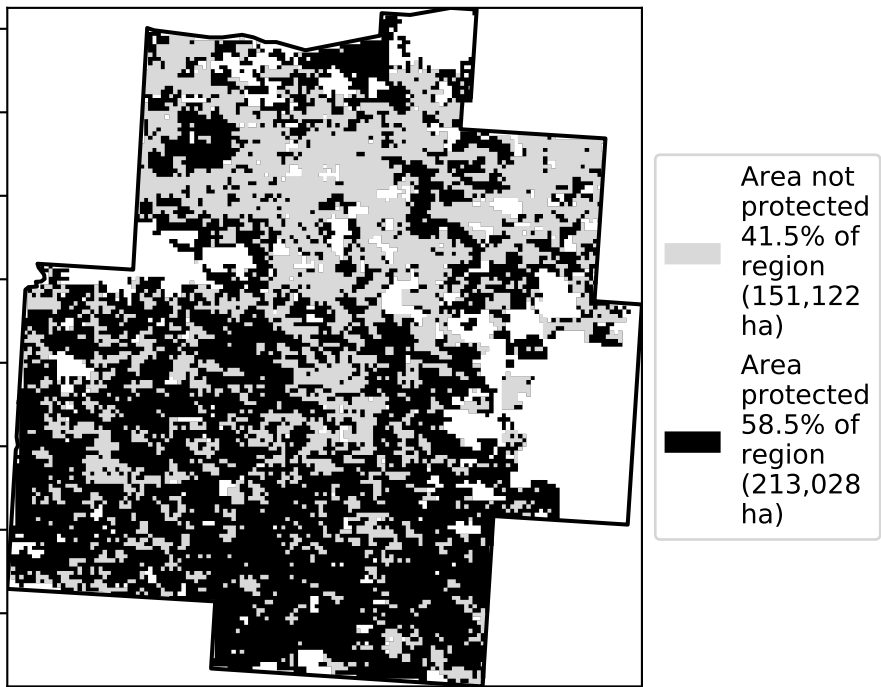 Area not
protected
41.5% of
region
(151,122
ha)
Area
protected
58.5% of
region
(213,028
ha)